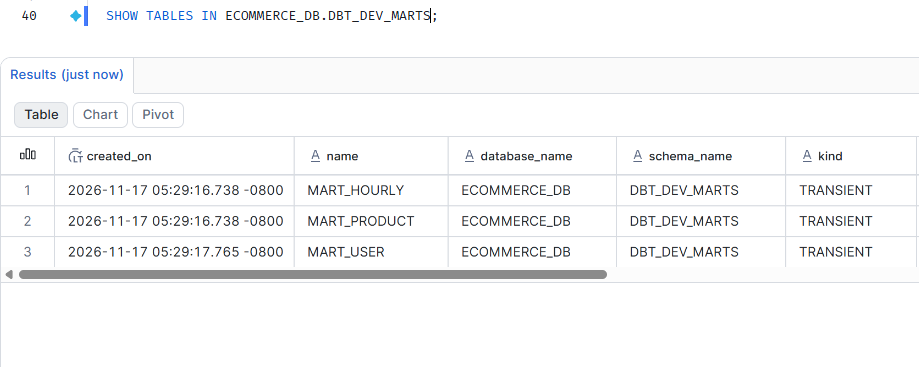 40 SHOW TABLES IN ECOMMERCE_DB.DBT_DEV_MARTS;
Results (just now)
Table Chart Pivot
LT created_on A name A database_name A schema_name A kind
1 2026-11-17 05:29:16.738 -0800 MART_HOURLY ECOMMERCE_DB DBT_DEV_MARTS TRANSIENT
2 2026-11-17 05:29:16.738 -0800 MART_PRODUCT ECOMMERCE_DB DBT_DEV_MARTS TRANSIENT
3 2026-11-17 05:29:17.765 -0800 MART_USER ECOMMERCE_DB DBT_DEV_MARTS TRANSIENT